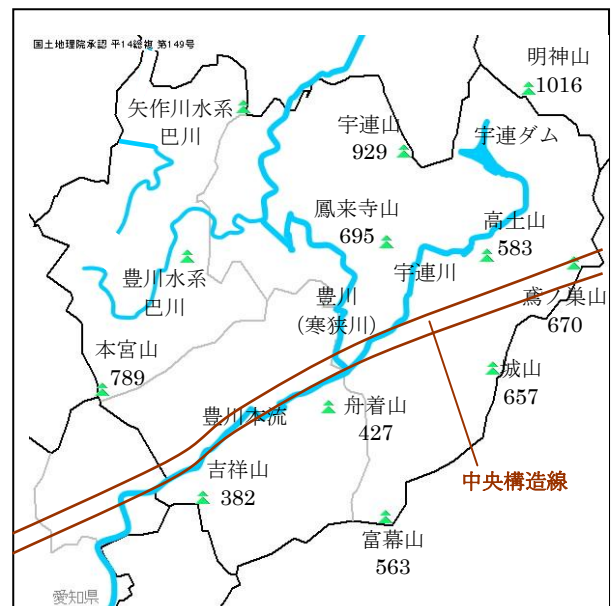 国土地理院承認 平14総複 第149号
明神山
1016
矢作川水系
巴川
宇連山
929
宇連ダム
鳳来寺山
695
高土山
583
宇連川
豊川水系
巴川
豊川
(寒狭川)
鳶ノ巣山
670
本宮山
789
城山
657
豊川本流
舟着山
427
吉祥山
382
中央構造線
富幕山
563
愛知県